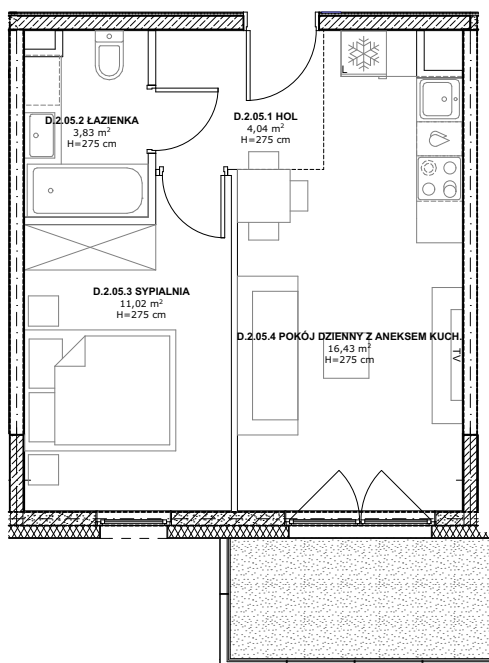 D.2.05.1 HOL
4,04 m²
H=275 cm
D.2.05.2 ŁAZIENKA
3,83 m²
H=275 cm
D.2.05.3 SYPIALNIA
11,02 m²
H=275 cm
D.2.05.4 POKÓJ DZIENNY Z ANEKSEM KUCH.
16,43 m²
H=275 cm
TV
L